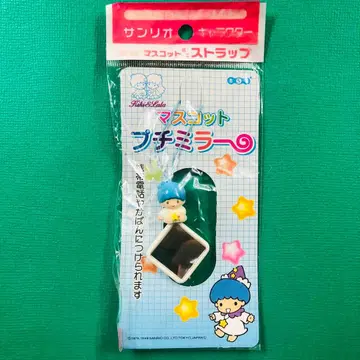 サンリオ キャラクター
マスコット ストラップ
Kiki&Lala
マスコット
プチミラー
電話やかばんにつけられます